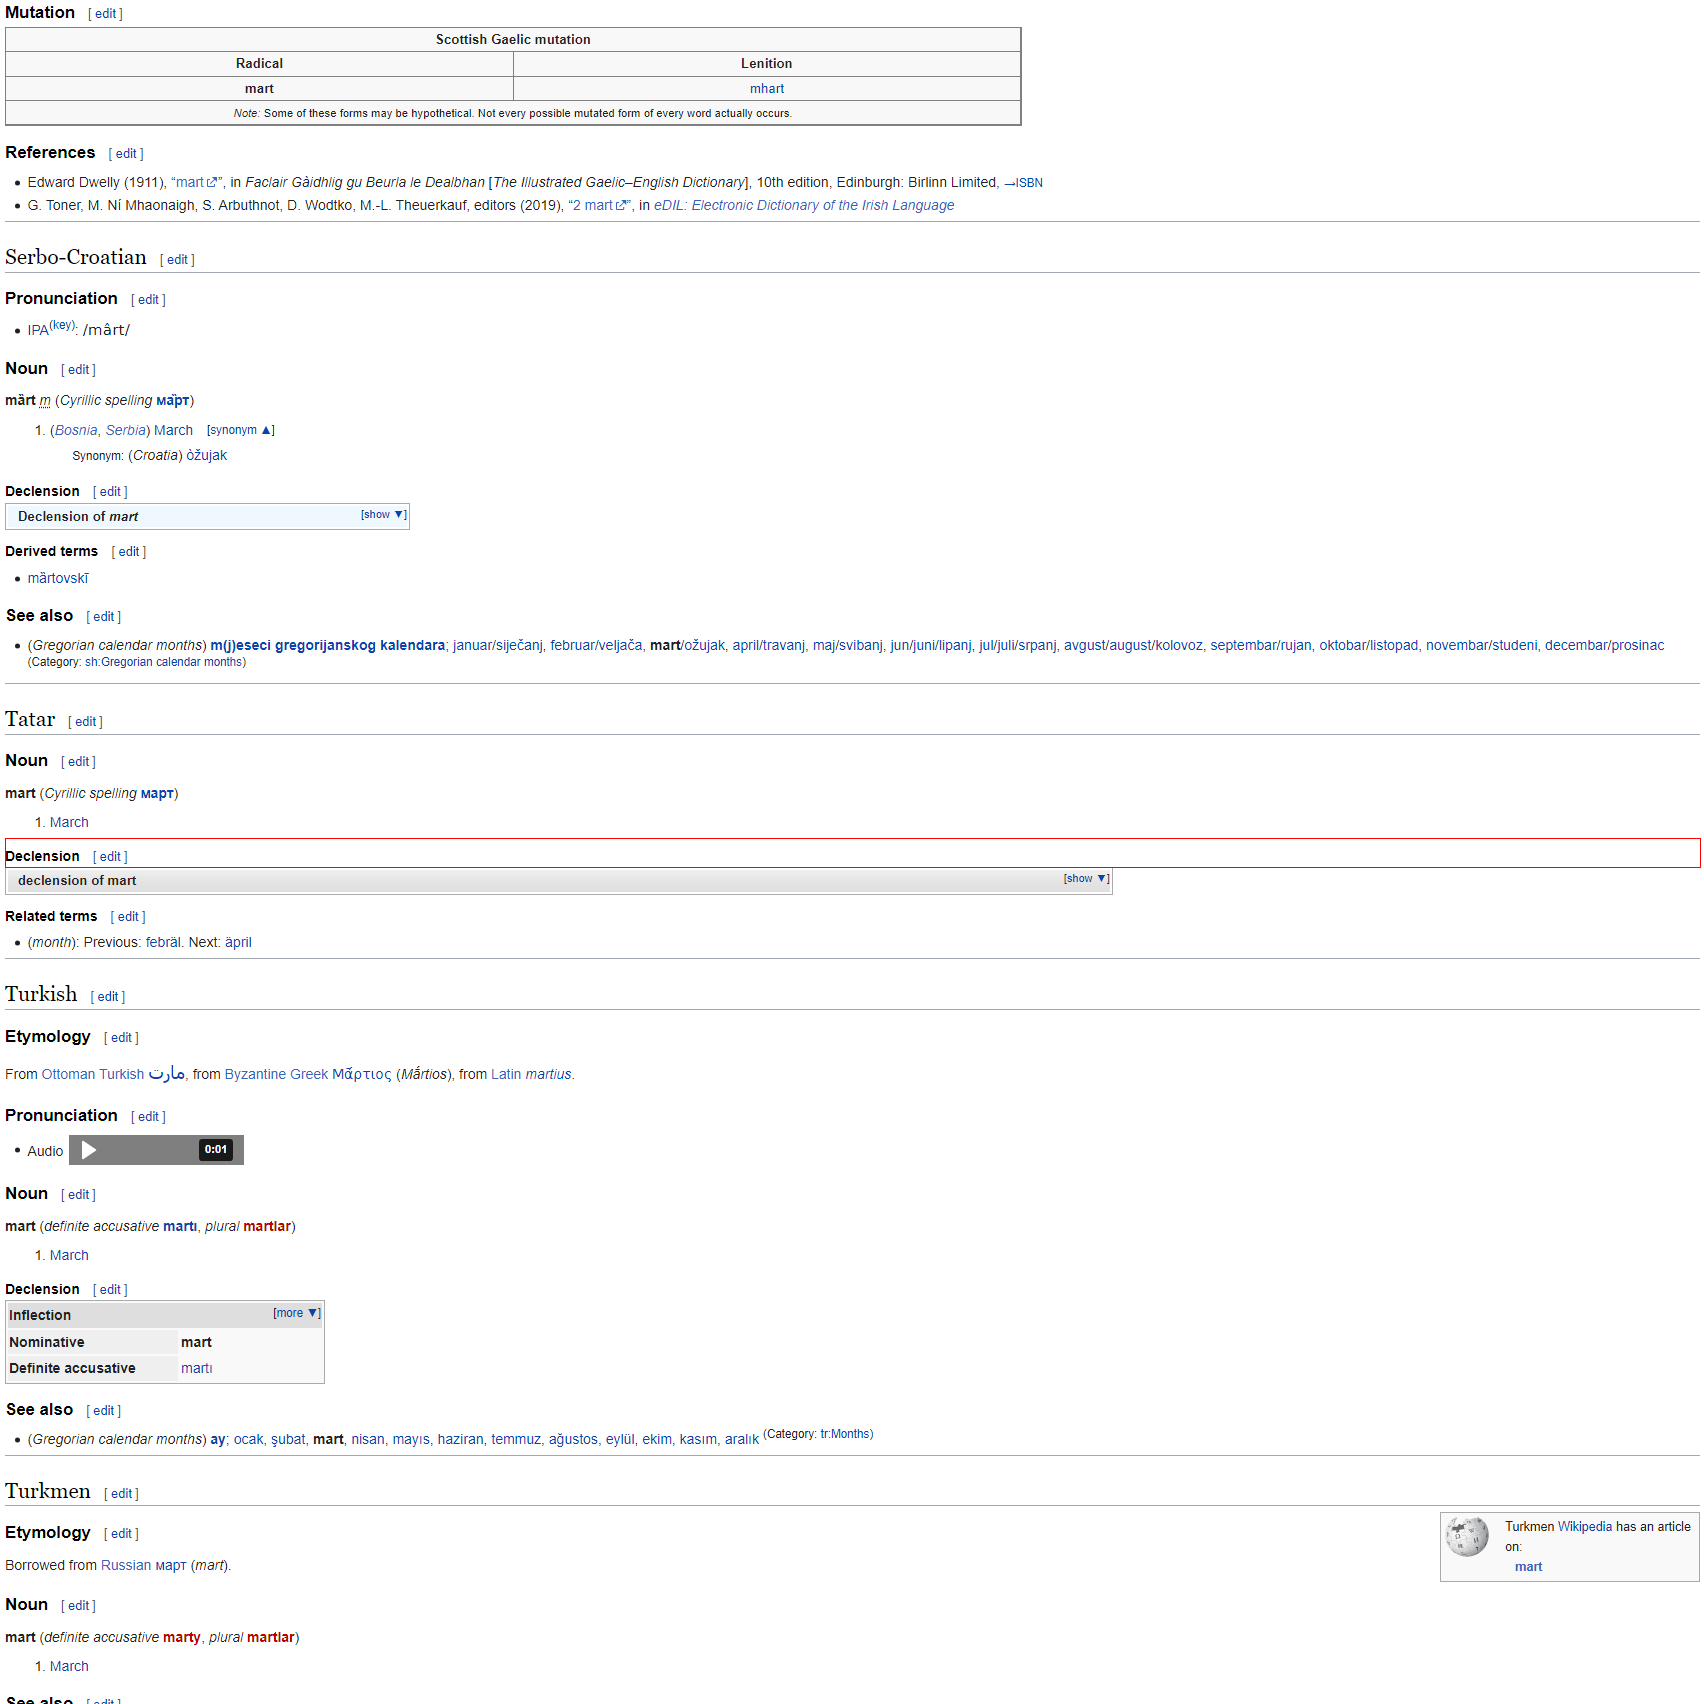 Mutation [ edit ]
Scottish Gaelic mutation
Radical Lenition
mart mhart
Note: Some of these forms may be hypothetical. Not every possible mutated form of every word actually occurs.
References [ edit ]
• Edward Dwelly (1911), “mart”, in Faclair Gàidhlig gu Beurla le Dealbhan [The Illustrated Gaelic–English Dictionary], 10th edition, Edinburgh: Birlinn Limited, →ISBN
• G. Toner, M. Ní Mhaonaigh, S. Arbuthnot, D. Wodtko, M.-L. Theuerkauf, editors (2019), “2 mart”, in eDIL: Electronic Dictionary of the Irish Language
Serbo-Croatian [ edit ]
Pronunciation [ edit ]
• IPA(key): /mârt/
Noun [ edit ]
mȁrt m (Cyrillic spelling ма̏рт)
1. (Bosnia, Serbia) March [synonym ▲]
Synonym: (Croatia) òžujak
Declension [ edit ]
Declension of mart [show ▼]
Derived terms [ edit ]
• mȁrtovskī
See also [ edit ]
• (Gregorian calendar months) m(j)eseci gregorijanskog kalendara; januar/siječanj, februar/veljača, mart/ožujak, april/travanj, maj/svibanj, jun/juni/lipanj, jul/juli/srpanj, avgust/august/kolovoz, septembar/rujan, oktobar/listopad, novembar/studeni, decembar/prosinac
(Category: sh:Gregorian calendar months)
Tatar [ edit ]
Noun [ edit ]
mart (Cyrillic spelling март)
1. March
Declension [ edit ]
declension of mart [show ▼]
Related terms [ edit ]
• (month): Previous: febräl. Next: äpril
Turkish [ edit ]
Etymology [ edit ]
From Ottoman Turkish مارت, from Byzantine Greek Μᾰ́ρτιος (Mắrtios), from Latin martius.
Pronunciation [ edit ]
• Audio 0:01
Noun [ edit ]
mart (definite accusative martı, plural martlar)
1. March
Declension [ edit ]
Inflection [more ▼]
Nominative mart
Definite accusative martı
See also [ edit ]
• (Gregorian calendar months) ay; ocak, şubat, mart, nisan, mayıs, haziran, temmuz, ağustos, eylül, ekim, kasım, aralık (Category: tr:Months)
Turkmen [ edit ]
Etymology [ edit ]
Turkmen Wikipedia has an article
on:
mart
Borrowed from Russian март (mart).
Noun [ edit ]
mart (definite accusative marty, plural martlar)
1. March
See also [ edit ]